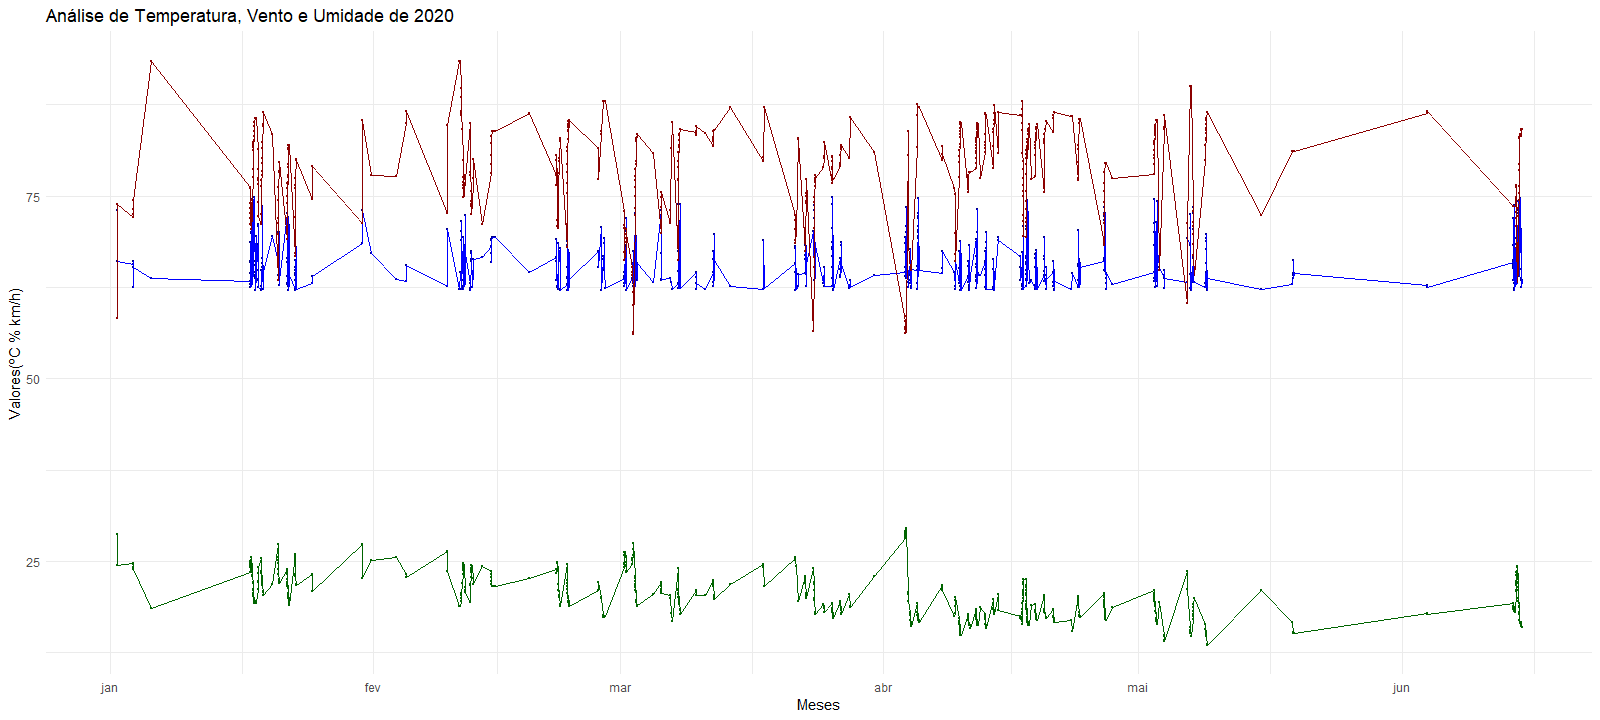 Análise de Temperatura, Vento e Umidade de 2020
Valores(ºC % km/h)
75
50
25
jan fev mar abr mai jun
Meses